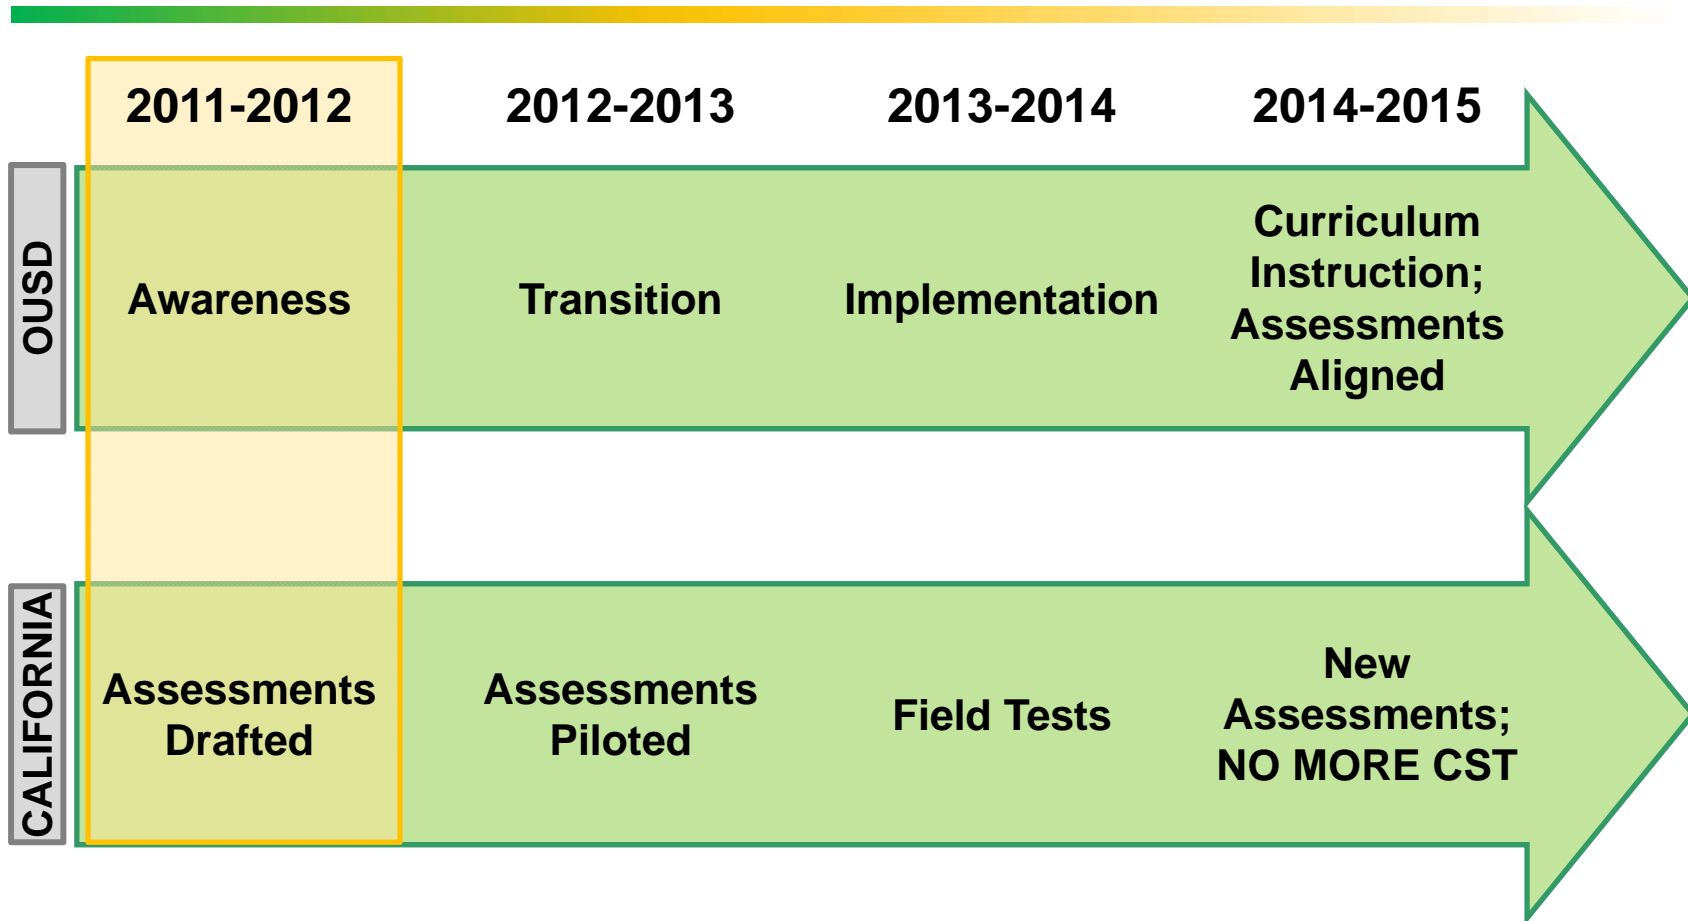 2011-2012
2012-2013
2013-2014
2014-2015
OUSD
Awareness
Transition
Implementation
Curriculum
Instruction;
Assessments
Aligned
CALIFORNIA
Assessments
Drafted
Assessments
Piloted
Field Tests
New
Assessments;
NO MORE CST